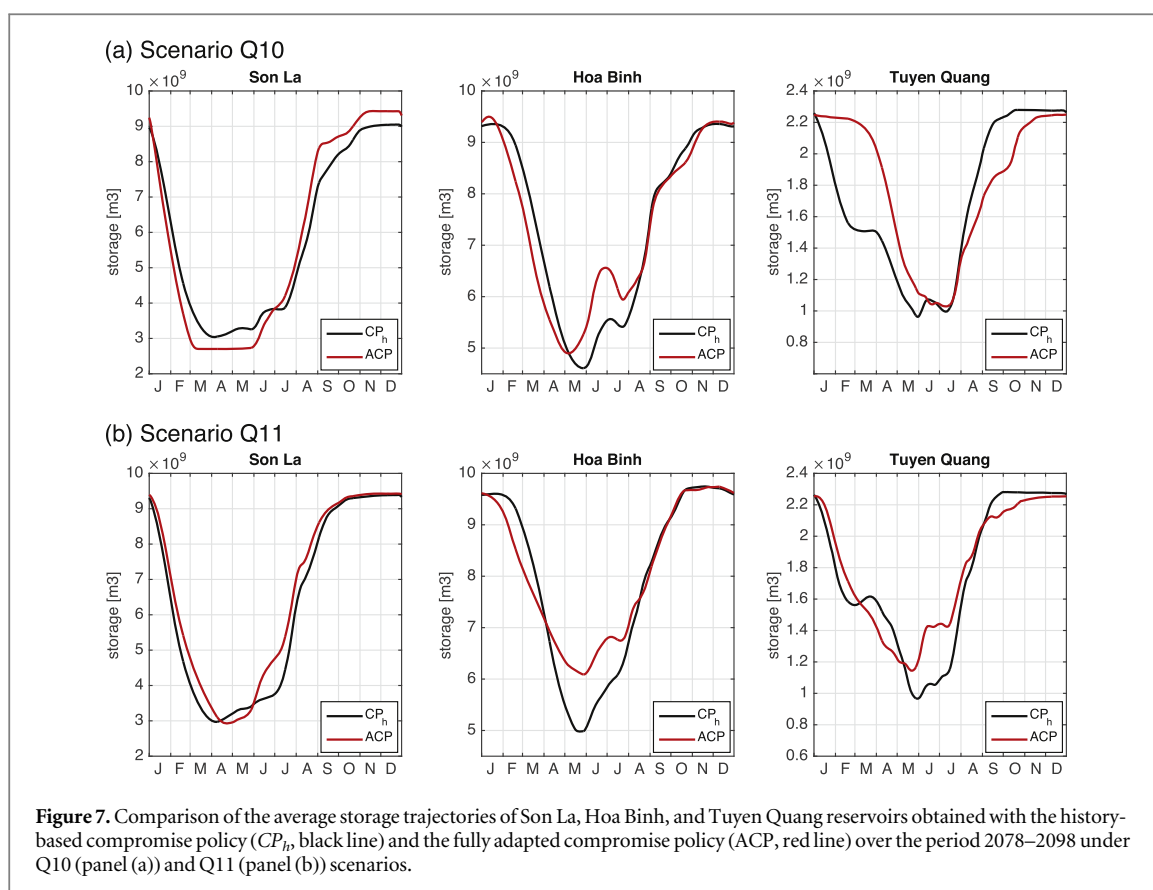 (a) Scenario Q10
Son La
Hoa Binh
Tuyen Quang
× 10⁹
10
9
8
7
6
5
4
3
2
storage [m3]
J F M A M J J A S O N D
CPh
ACP
× 10⁹
10
9
8
7
6
5
storage [m3]
J F M A M J J A S O N D
CPh
ACP
× 10⁹
2.4
2.2
2
1.8
1.6
1.4
1.2
1
0.8
storage [m3]
J F M A M J J A S O N D
CPh
ACP
(b) Scenario Q11
Son La
Hoa Binh
Tuyen Quang
× 10⁹
10
9
8
7
6
5
4
3
2
storage [m3]
J F M A M J J A S O N D
CPh
ACP
× 10⁹
10
9
8
7
6
5
storage [m3]
J F M A M J J A S O N D
CPh
ACP
× 10⁹
2.4
2.2
2
1.8
1.6
1.4
1.2
1
0.8
0.6
storage [m3]
J F M A M J J A S O N D
CPh
ACP
Figure 7. Comparison of the average storage trajectories of Son La, Hoa Binh, and Tuyen Quang reservoirs obtained with the history-
based compromise policy (CPh, black line) and the fully adapted compromise policy (ACP, red line) over the period 2078–2098 under
Q10 (panel (a)) and Q11 (panel (b)) scenarios.